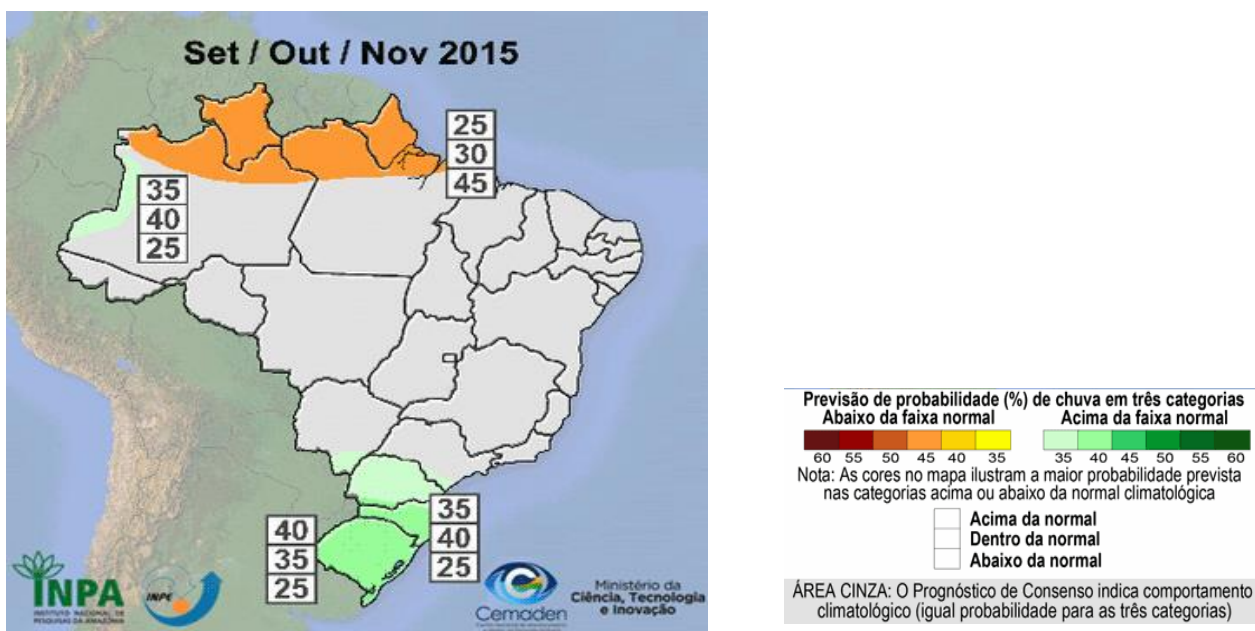 Set / Out / Nov 2015
25
30
45
35
40
25
35
40
25
40
35
25
INPA
INSTITUTO NACIONAL DE
PESQUISAS DA AMAZÔNIA
INPE
Cemaden
Ministério da
Ciência, Tecnologia
e Inovação
Previsão de probabilidade (%) de chuva em três categorias
Abaixo da faixa normal Acima da faixa normal
60 55 50 45 40 35 35 40 45 50 55 60
Nota: As cores no mapa ilustram a maior probabilidade prevista
nas categorias acima ou abaixo da normal climatológica
Acima da normal
Dentro da normal
Abaixo da normal
ÁREA CINZA: O Prognóstico de Consenso indica comportamento
climatológico (igual probabilidade para as três categorias)